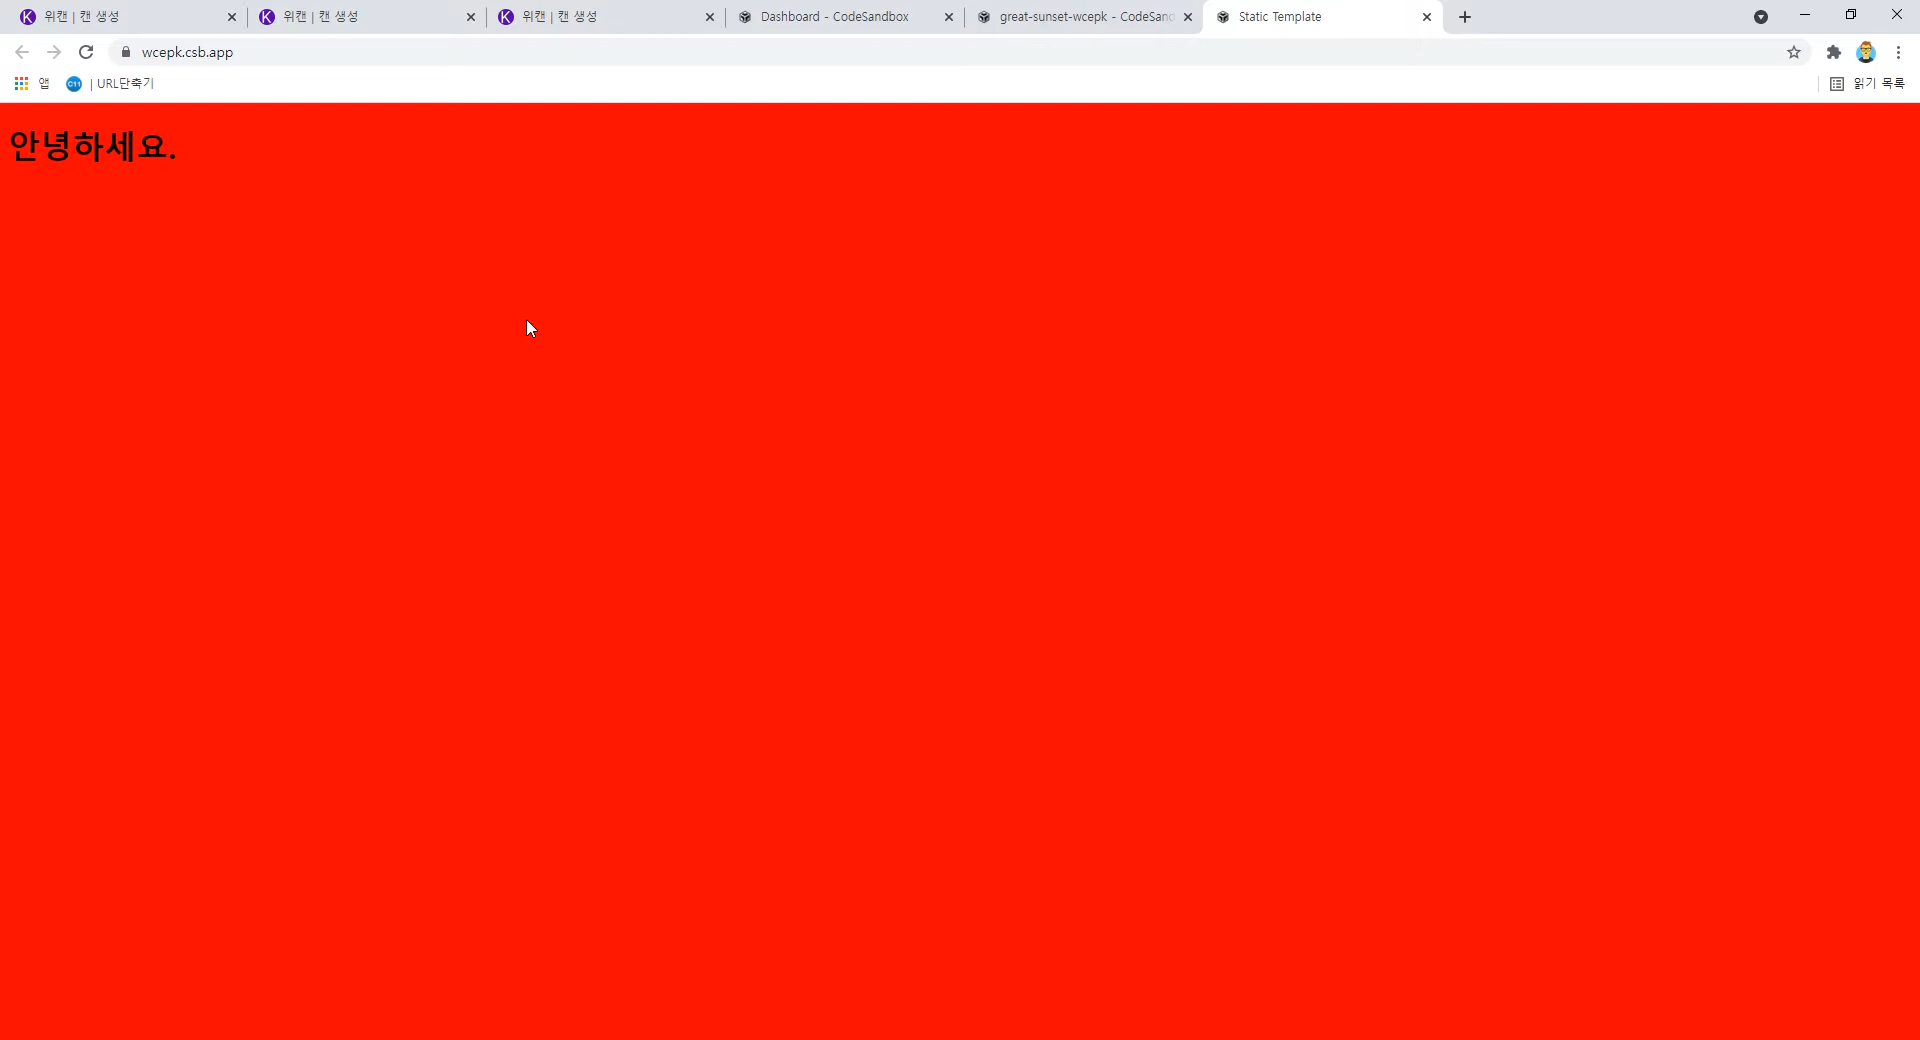 위캔 | 캔 생성
위캔 | 캔 생성
위캔 | 캔 생성
Dashboard - CodeSandbox
great-sunset-wcepk - CodeSand
Static Template
wcepk.csb.app
앱
C11
| URL단축기
읽기 목록
안녕하세요.